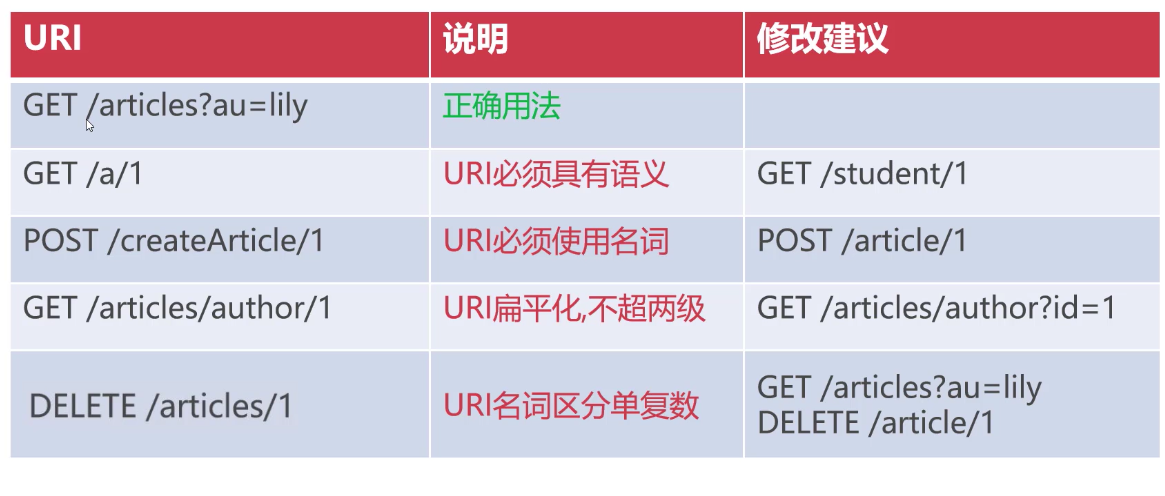 URI 说明 修改建议
GET /articles?au=lily 正确用法
GET /a/1 URI必须具有语义 GET /student/1
POST /createArticle/1 URI必须使用名词 POST /article/1
GET /articles/author/1 URI扁平化,不超两级 GET /articles/author?id=1
DELETE /articles/1 URI名词区分单复数 GET /articles?au=lily
DELETE /article/1